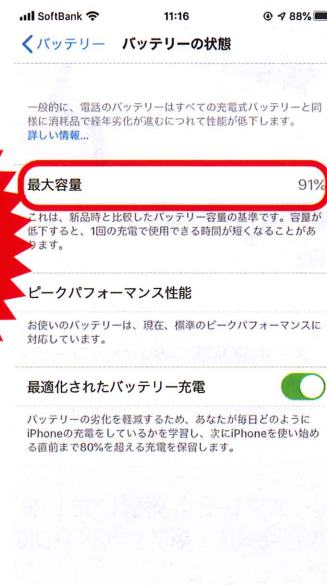 SoftBank 11:16 88%
バッテリー バッテリーの状態
一般的に、電話のバッテリーはすべての充電式バッテリーと同
様に消耗品で経年劣化が進むにつれて性能が低下します。
詳しい情報...
最大容量 91%
これは、新品時と比較したバッテリー容量の基準です。容量が
低下すると、1回の充電で使用できる時間が短くなることがあ
ります。
ピークパフォーマンス性能
お使いのバッテリーは、現在、標準のピークパフォーマンスに
対応しています。
最適化されたバッテリー充電
バッテリーの劣化を軽減するため、あなたが毎日どのように
iPhoneの充電をしているかを学習し、次にiPhoneを使い始め
る直前まで80%を超える充電を保留します。